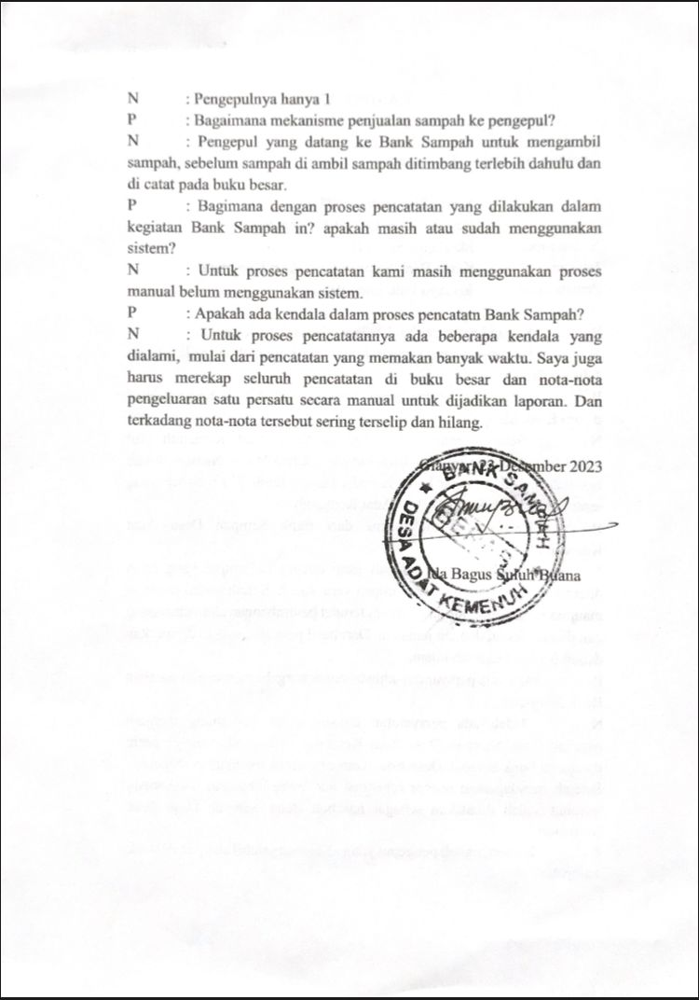 N : Pengepulnya hanya 1
P : Bagaimana mekanisme penjualan sampah ke pengepul?
N : Pengepul yang datang ke Bank Sampah untuk mengambil
sampah, sebelum sampah di ambil sampah ditimbang terlebih dahulu dan
di catat pada buku besar.
P : Bagimana dengan proses pencatatan yang dilakukan dalam
kegiatan Bank Sampah in? apakah masih atau sudah menggunakan
sistem?
N : Untuk proses pencatatan kami masih menggunakan proses
manual belum menggunakan sistem.
P : Apakah ada kendala dalam proses pencatatn Bank Sampah?
N : Untuk proses pencatatannya ada beberapa kendala yang
dialami, mulai dari pencatatan yang memakan banyak waktu. Saya juga
harus merekap seluruh pencatatan di buku besar dan nota-nota
pengeluaran satu persatu secara manual untuk dijadikan laporan. Dan
terkadang nota-nota tersebut sering terselip dan hilang.
Gianyar, 23 Desember 2023
BANK SAMPAH
DESA ADAT KEMENUH
Ida Bagus Suluh Buana